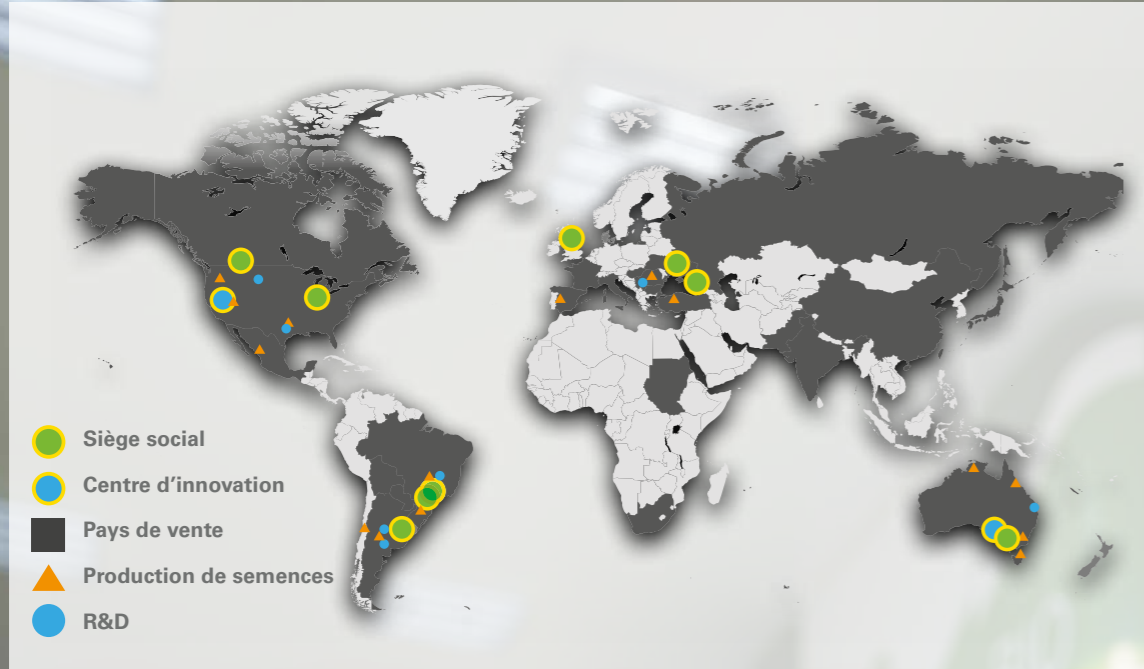 Siège social
Centre d'innovation
Pays de vente
Production de semences
R&D